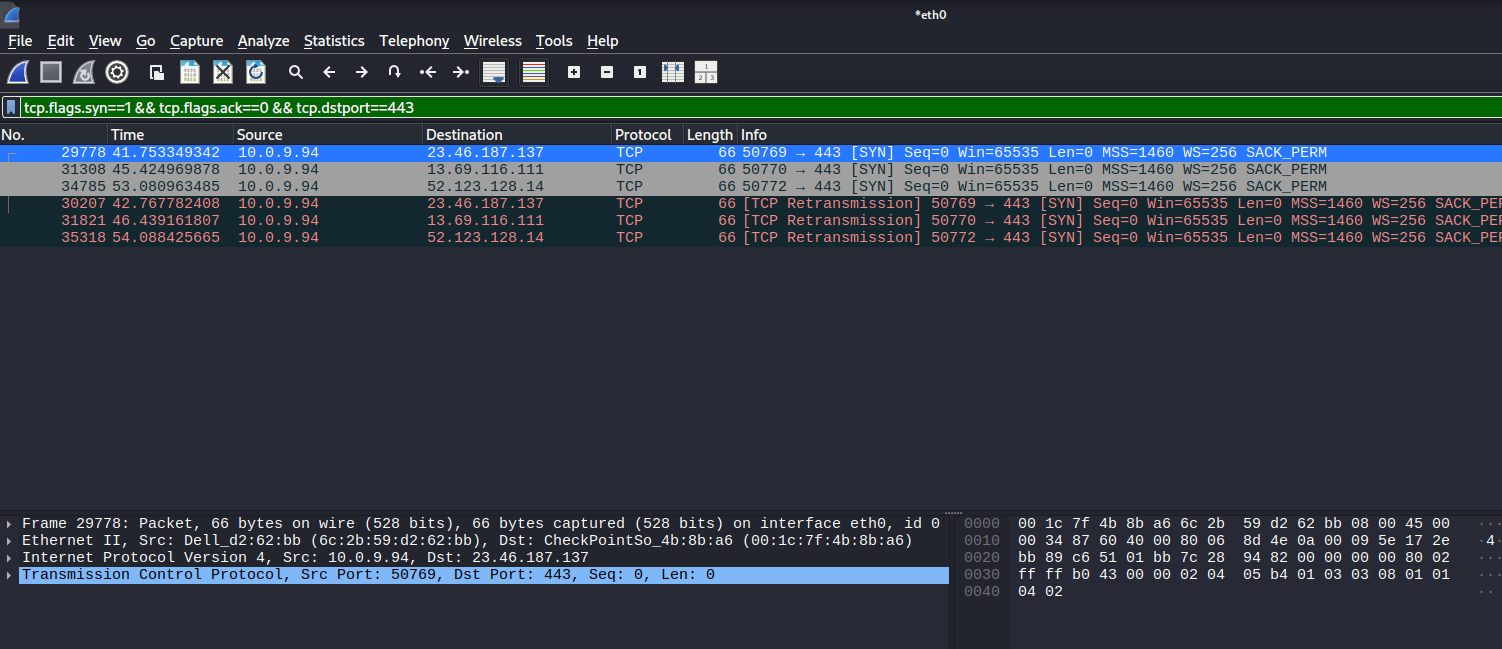 *eth0
File Edit View Go Capture Analyze Statistics Telephony Wireless Tools Help
tcp.flags.syn==1 && tcp.flags.ack==0 && tcp.dstport==443
No. Time Source Destination Protocol Length Info
29778 41.753349342 10.0.9.94 23.46.187.137 TCP 66 50769 → 443 [SYN] Seq=0 Win=65535 Len=0 MSS=1460 WS=256 SACK_PERM
31308 45.424969878 10.0.9.94 13.69.116.111 TCP 66 50770 → 443 [SYN] Seq=0 Win=65535 Len=0 MSS=1460 WS=256 SACK_PERM
34785 53.080963485 10.0.9.94 52.123.128.14 TCP 66 50772 → 443 [SYN] Seq=0 Win=65535 Len=0 MSS=1460 WS=256 SACK_PERM
30207 42.767782408 10.0.9.94 23.46.187.137 TCP 66 [TCP Retransmission] 50769 → 443 [SYN] Seq=0 Win=65535 Len=0 MSS=1460 WS=256 SACK_PER
31821 46.439161807 10.0.9.94 13.69.116.111 TCP 66 [TCP Retransmission] 50770 → 443 [SYN] Seq=0 Win=65535 Len=0 MSS=1460 WS=256 SACK_PER
35318 54.088425665 10.0.9.94 52.123.128.14 TCP 66 [TCP Retransmission] 50772 → 443 [SYN] Seq=0 Win=65535 Len=0 MSS=1460 WS=256 SACK_PER
Frame 29778: Packet, 66 bytes on wire (528 bits), 66 bytes captured (528 bits) on interface eth0, id 0
Ethernet II, Src: Dell_d2:62:bb (6c:2b:59:d2:62:bb), Dst: CheckPointSo_4b:8b:a6 (00:1c:7f:4b:8b:a6)
Internet Protocol Version 4, Src: 10.0.9.94, Dst: 23.46.187.137
Transmission Control Protocol, Src Port: 50769, Dst Port: 443, Seq: 0, Len: 0
0000 00 1c 7f 4b 8b a6 6c 2b 59 d2 62 bb 08 00 45 00 ···
0010 00 34 87 60 40 00 80 06 8d 4e 0a 00 09 5e 17 2e ·4·
0020 bb 89 c6 51 01 bb 7c 28 94 82 00 00 00 00 80 02 ···
0030 ff ff b0 43 00 00 02 04 05 b4 01 03 03 08 01 01 ···
0040 04 02 ··